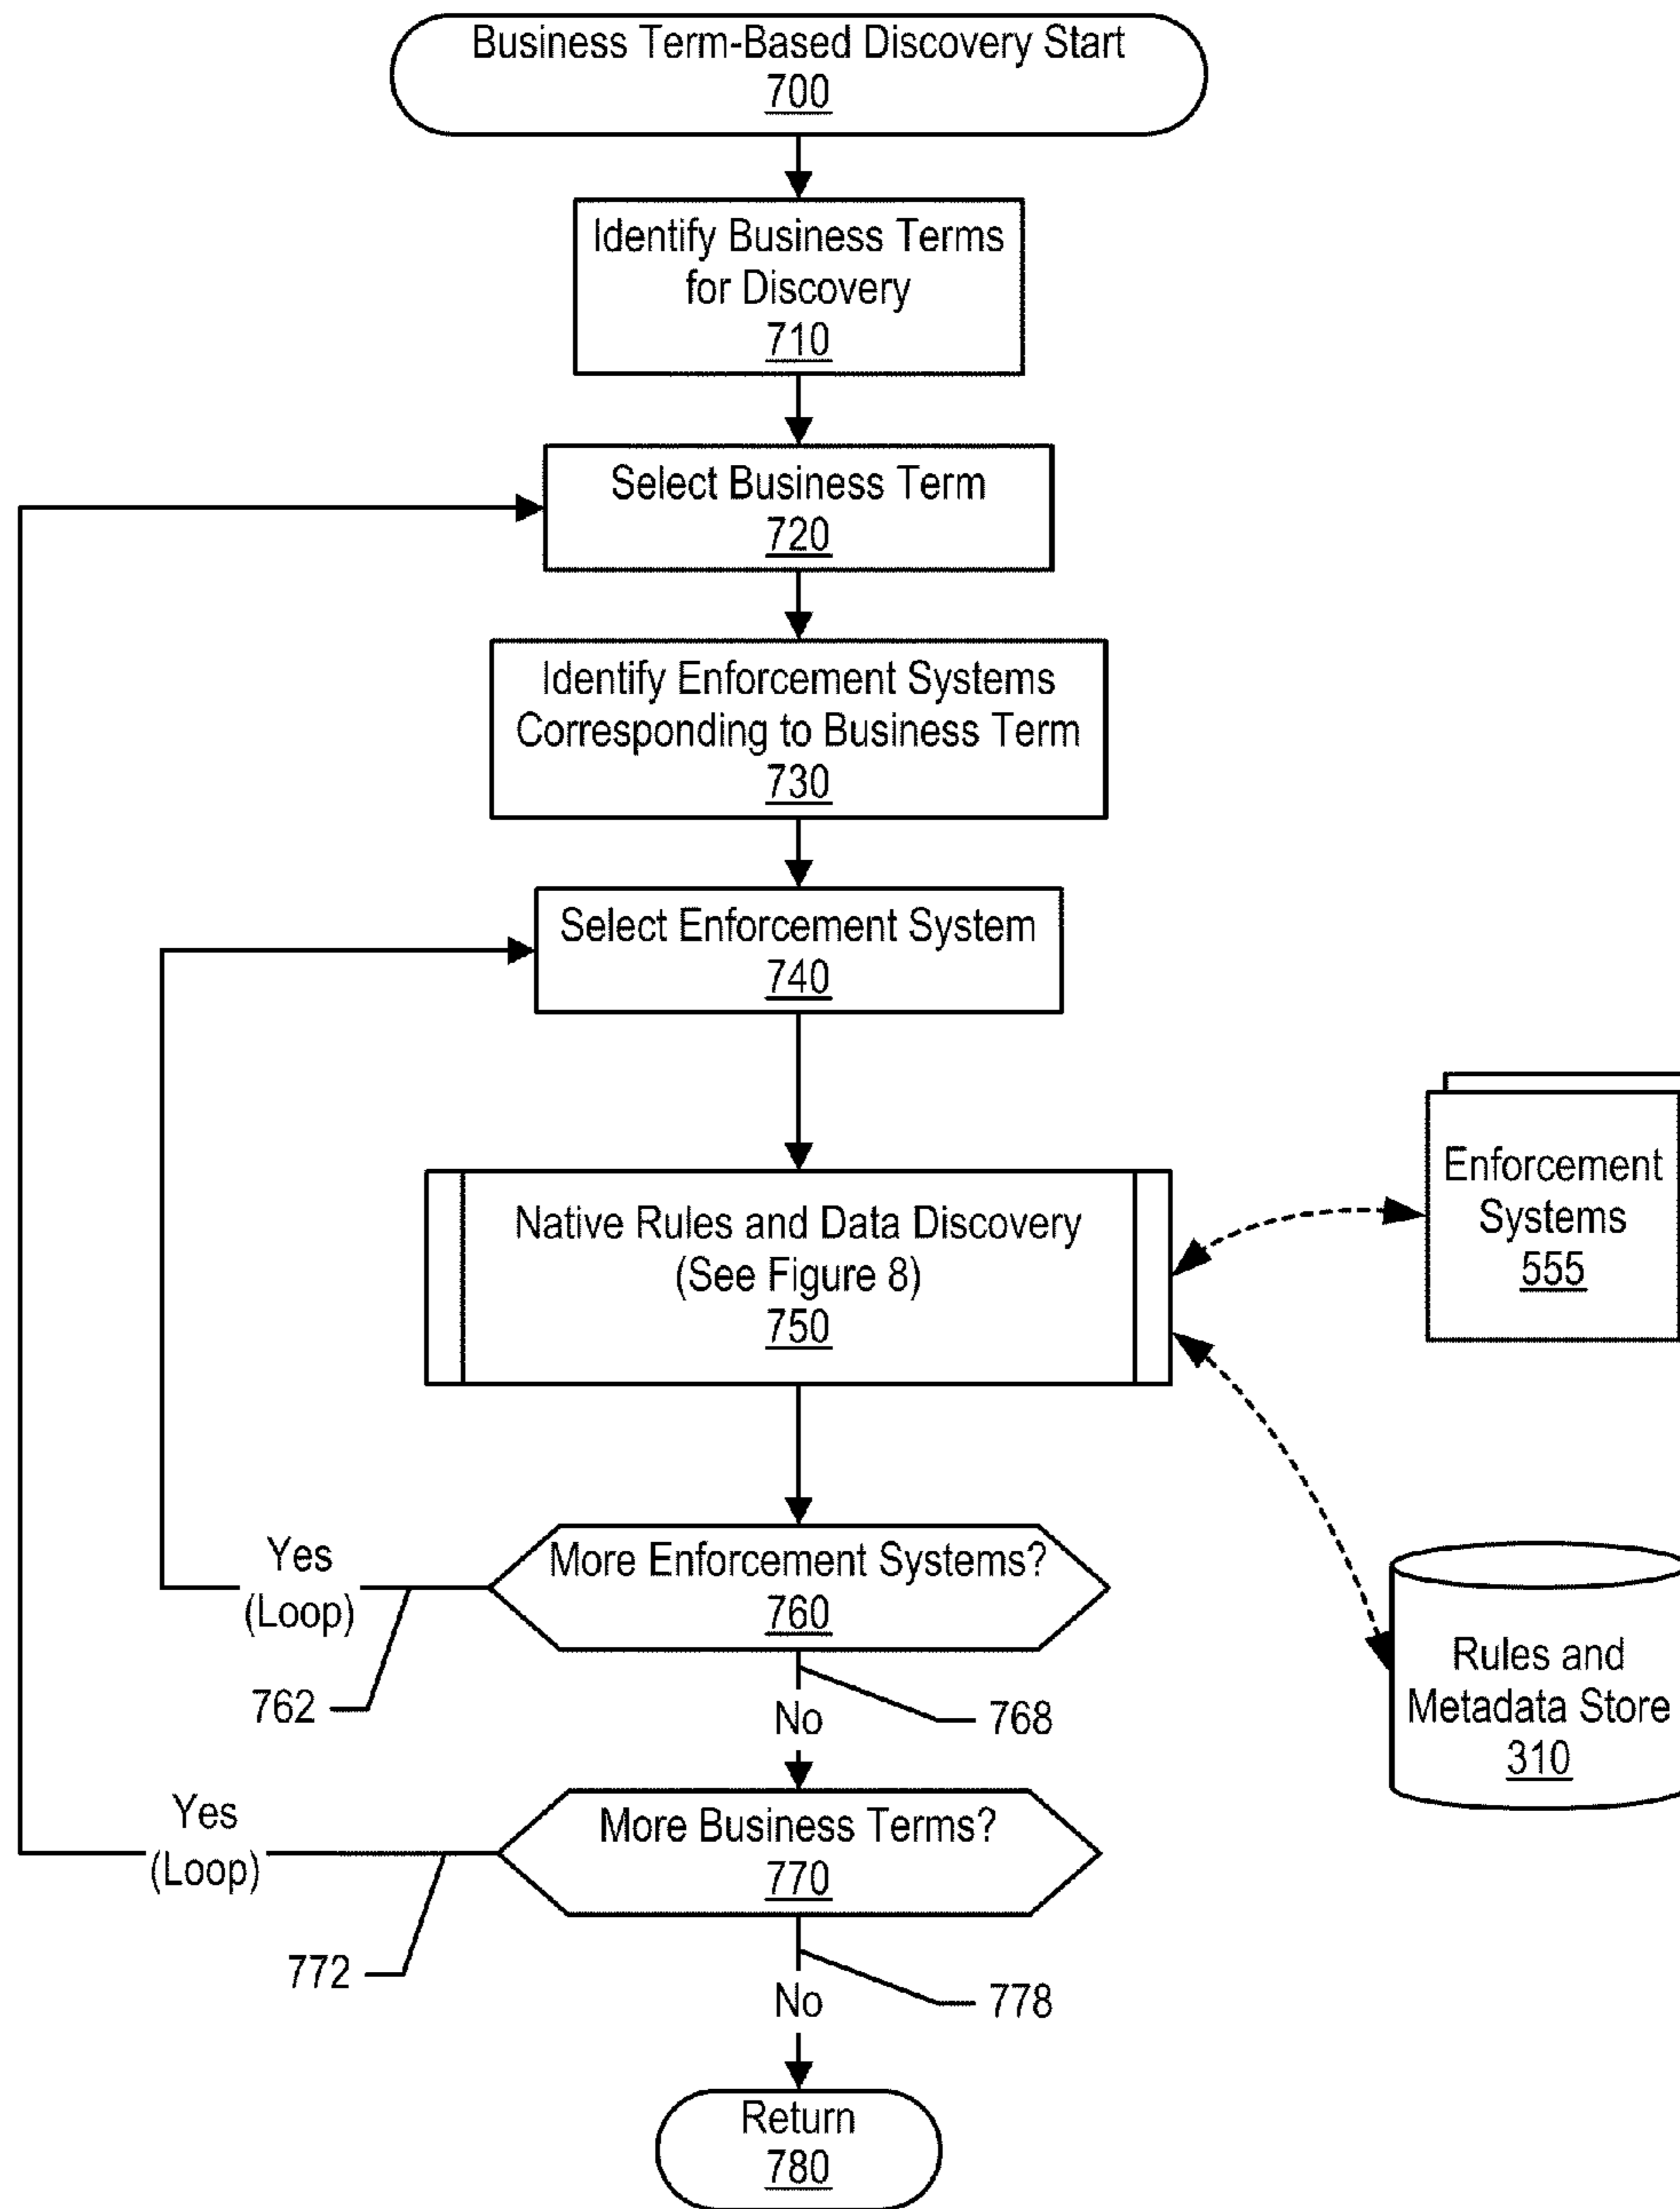 Business Term-Based Discovery Start
700
Identify Business Terms
for Discovery
710
Select Business Term
720
Identify Enforcement Systems
Corresponding to Business Term
730
Select Enforcement System
740
Native Rules and Data Discovery
(See Figure 8)
750
Enforcement
Systems
555
More Enforcement Systems?
760
Yes
(Loop)
762
No
768
Rules and
Metadata Store
310
More Business Terms?
770
Yes
(Loop)
772
No
778
Return
780